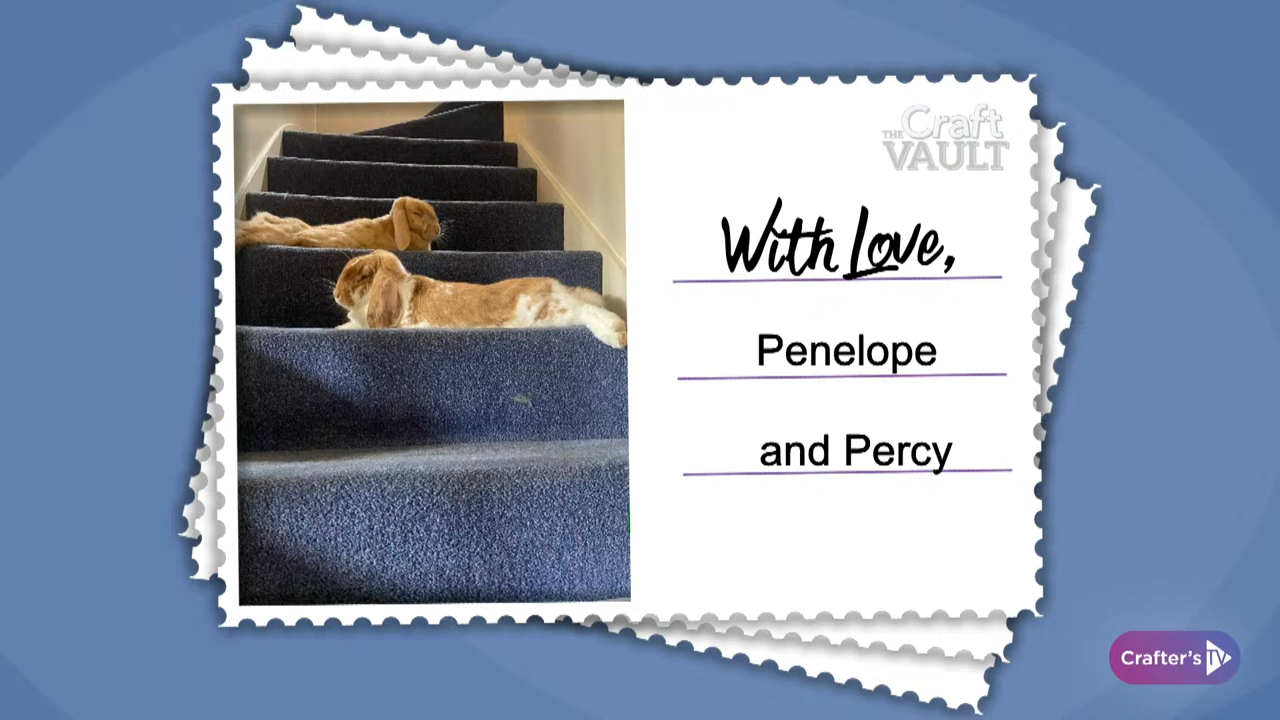 THE Craft
VAULT
With Love,
Penelope
and Percy
Crafter's TV